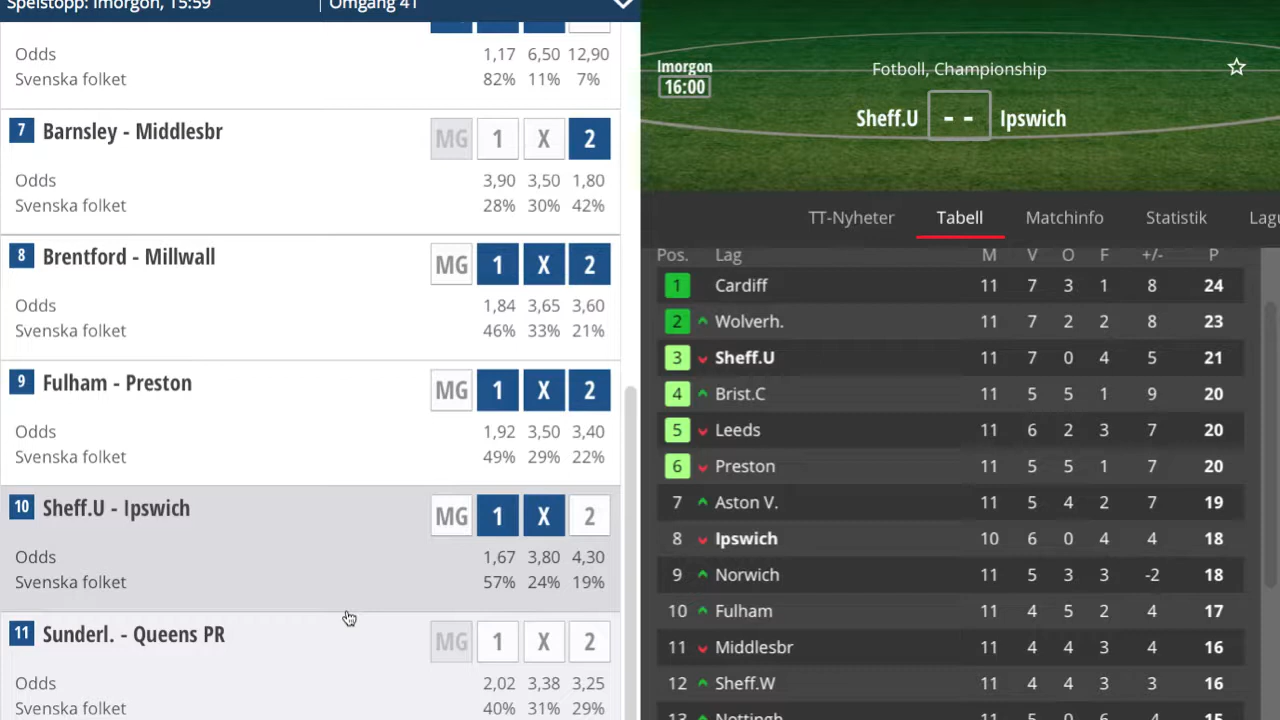 Spelstopp: Imorgon, 15:59 Omgång 41
Odds 1,17 6,50 12,90
Svenska folket 82% 11% 7%
7 Barnsley - Middlesbr MG 1 X 2
Odds 3,90 3,50 1,80
Svenska folket 28% 30% 42%
8 Brentford - Millwall MG 1 X 2
Odds 1,84 3,65 3,60
Svenska folket 46% 33% 21%
9 Fulham - Preston MG 1 X 2
Odds 1,92 3,50 3,40
Svenska folket 49% 29% 22%
10 Sheff.U - Ipswich MG 1 X 2
Odds 1,67 3,80 4,30
Svenska folket 57% 24% 19%
11 Sunderl. - Queens PR MG 1 X 2
Odds 2,02 3,38 3,25
Svenska folket 40% 31% 29%
Imorgon
16:00
Fotboll, Championship
Sheff.U - - Ipswich
TT-Nyheter Tabell Matchinfo Statistik Lagu
Pos. Lag M V O F +/- P
1 Cardiff 11 7 3 1 8 24
2 Wolverh. 11 7 2 2 8 23
3 Sheff.U 11 7 0 4 5 21
4 Brist.C 11 5 5 1 9 20
5 Leeds 11 6 2 3 7 20
6 Preston 11 5 5 1 7 20
7 Aston V. 11 5 4 2 7 19
8 Ipswich 10 6 0 4 4 18
9 Norwich 11 5 3 3 -2 18
10 Fulham 11 4 5 2 4 17
11 Middlesbr 11 4 4 3 4 16
12 Sheff.W 11 4 4 3 3 16
13 Nottingh. 11 5 0 6 -4 15